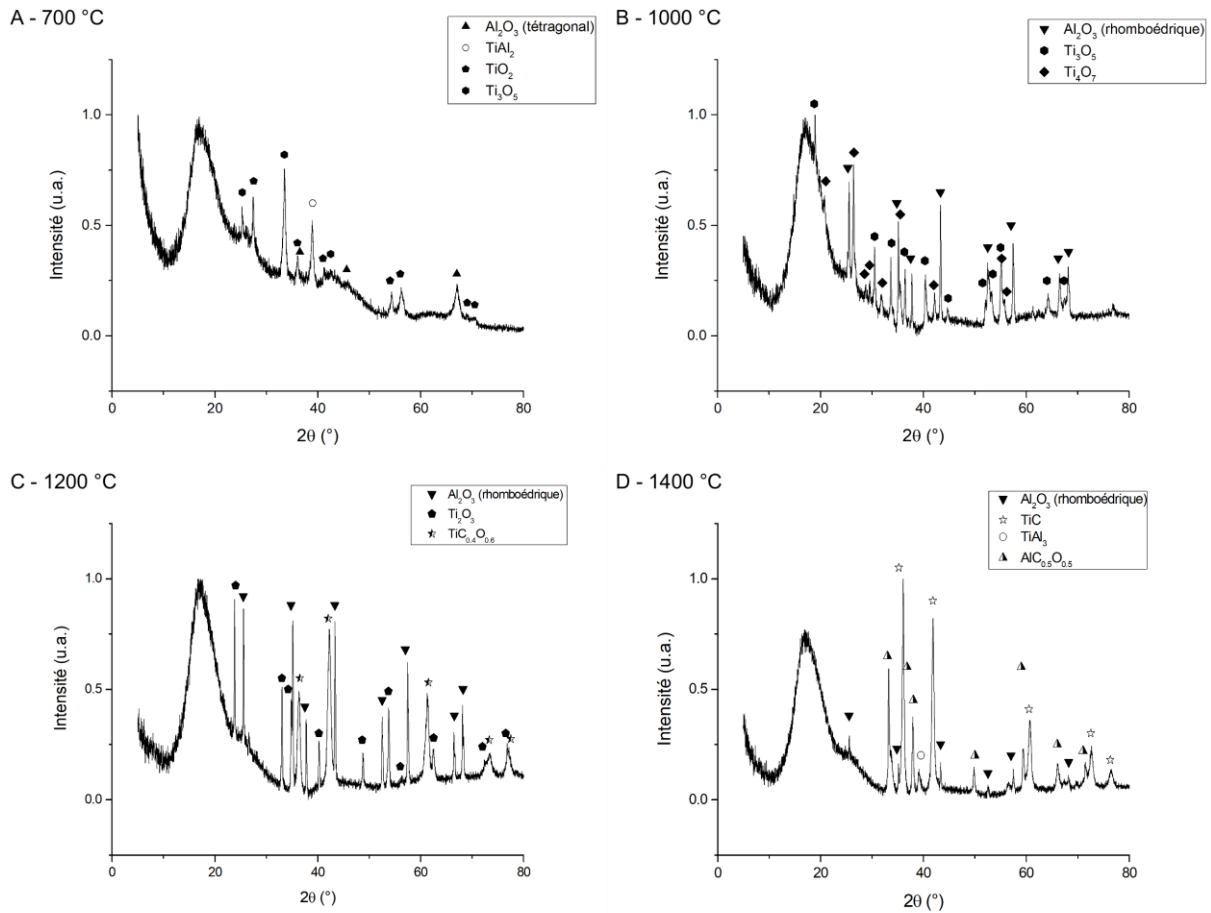 A - 700 °C
Al₂O₃ (tétragonal)
TiAl₂
TiO₂
Ti₃O₅
1.0
0.5
0.0
Intensité (u.a.)
0 20 40 60 80
2θ (°)
B - 1000 °C
Al₂O₃ (rhomboédrique)
Ti₃O₅
Ti₄O₇
1.0
0.5
0.0
Intensité (u.a.)
0 20 40 60 80
2θ (°)
C - 1200 °C
Al₂O₃ (rhomboédrique)
Ti₂O₃
TiC₀.₄O₀.₆
1.0
0.5
0.0
Intensité (u.a.)
0 20 40 60 80
2θ (°)
D - 1400 °C
Al₂O₃ (rhomboédrique)
TiC
TiAl₃
AlC₀.₅O₀.₅
1.0
0.5
0.0
Intensité (u.a.)
0 20 40 60 80
2θ (°)